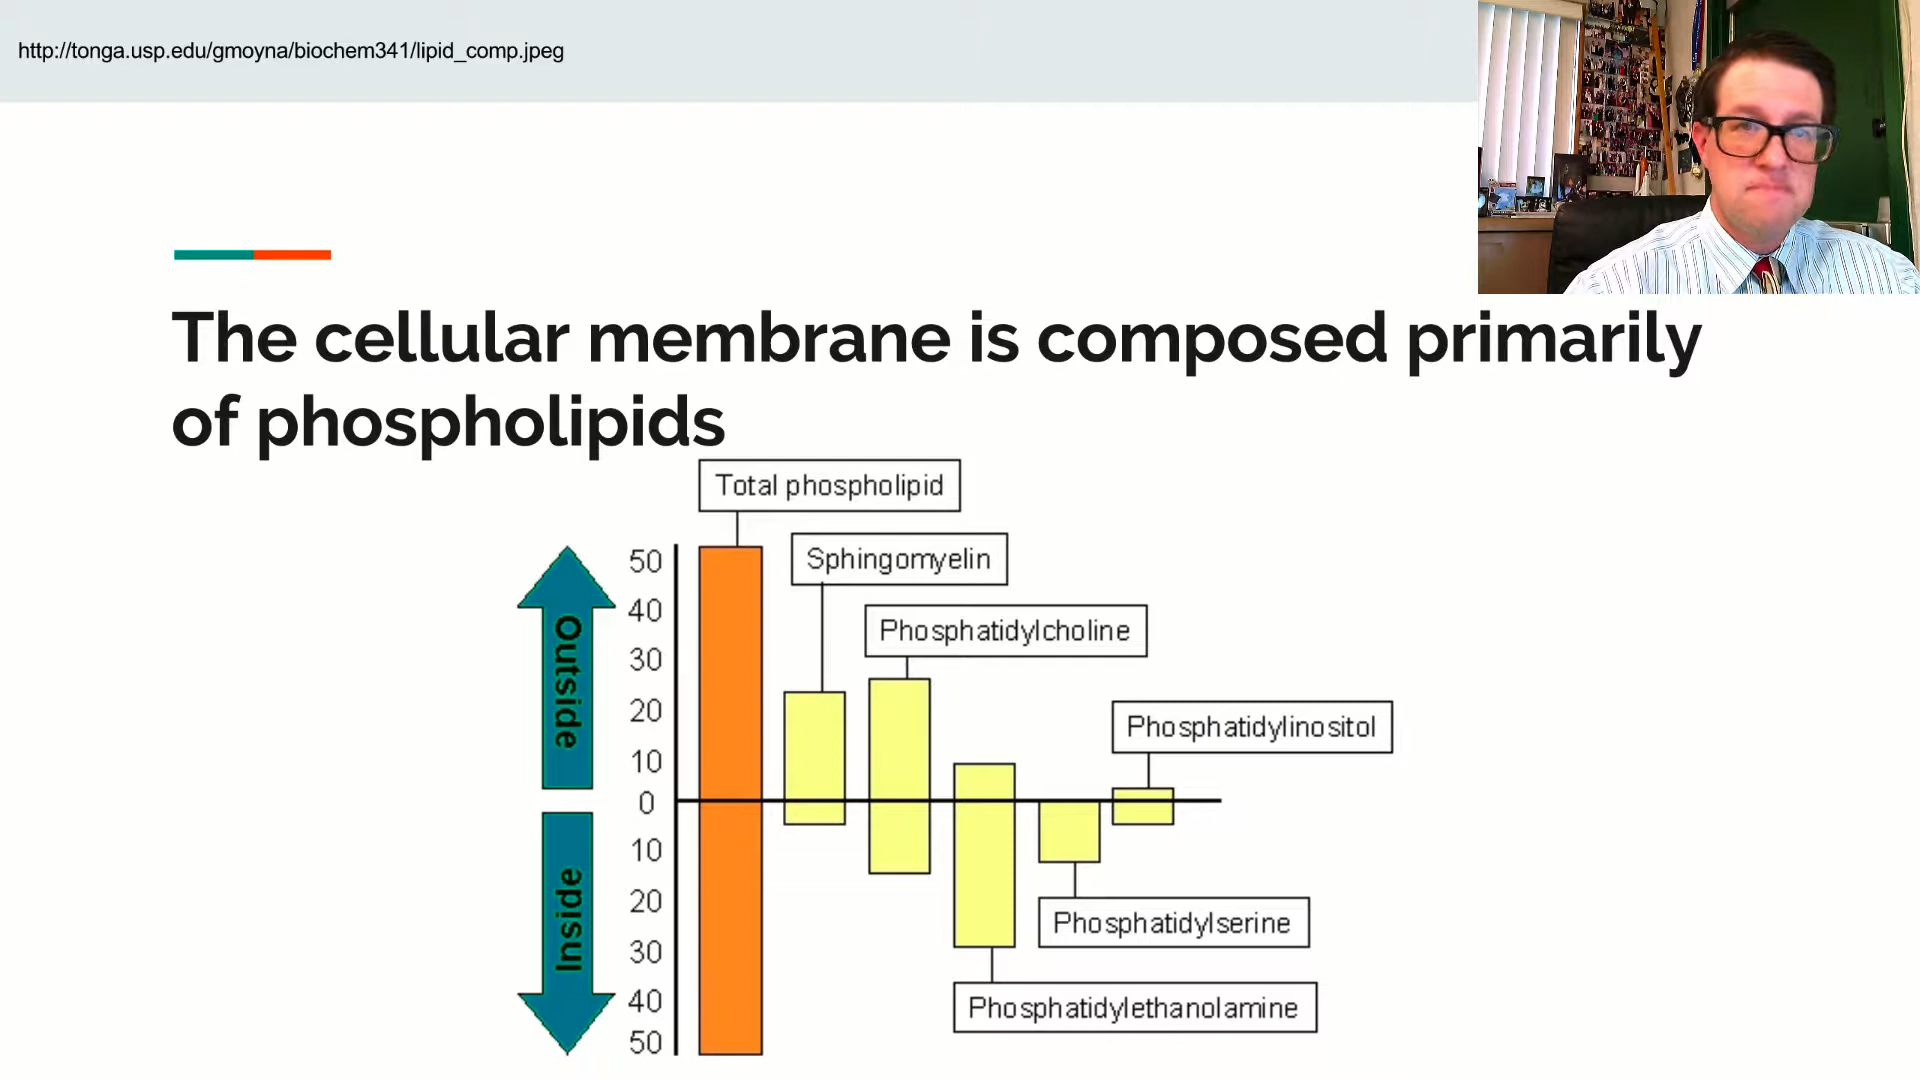 http://tonga.usp.edu/gmoyna/biochem341/lipid_comp.jpeg
The cellular membrane is composed primarily
of phospholipids
Total phospholipid
Sphingomyelin
Phosphatidylcholine
Phosphatidylinositol
Phosphatidylserine
Phosphatidylethanolamine
Outside
Inside
50
40
30
20
10
0
10
20
30
40
50